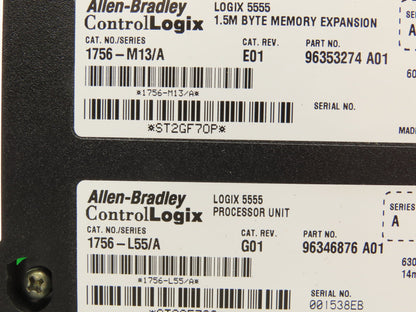 Allen-Bradley LOGIX 5555
ControlLogix 1.5M BYTE MEMORY EXPANSION
SERIES
CAT. NO./SERIES CAT. REV. PART NO.
1756-M13/A E01 96353274 A01
60
*1756-M13/A*
SERIAL NO.
*ST2GF70P* MAD
Allen-Bradley LOGIX 5555
ControlLogix PROCESSOR UNIT
SERIES
A
CAT. NO./SERIES CAT. REV. PART NO.
1756-L55/A G01 96346876 A01
630
14m
*1756-L55/A*
SERIAL NO.
001538EB